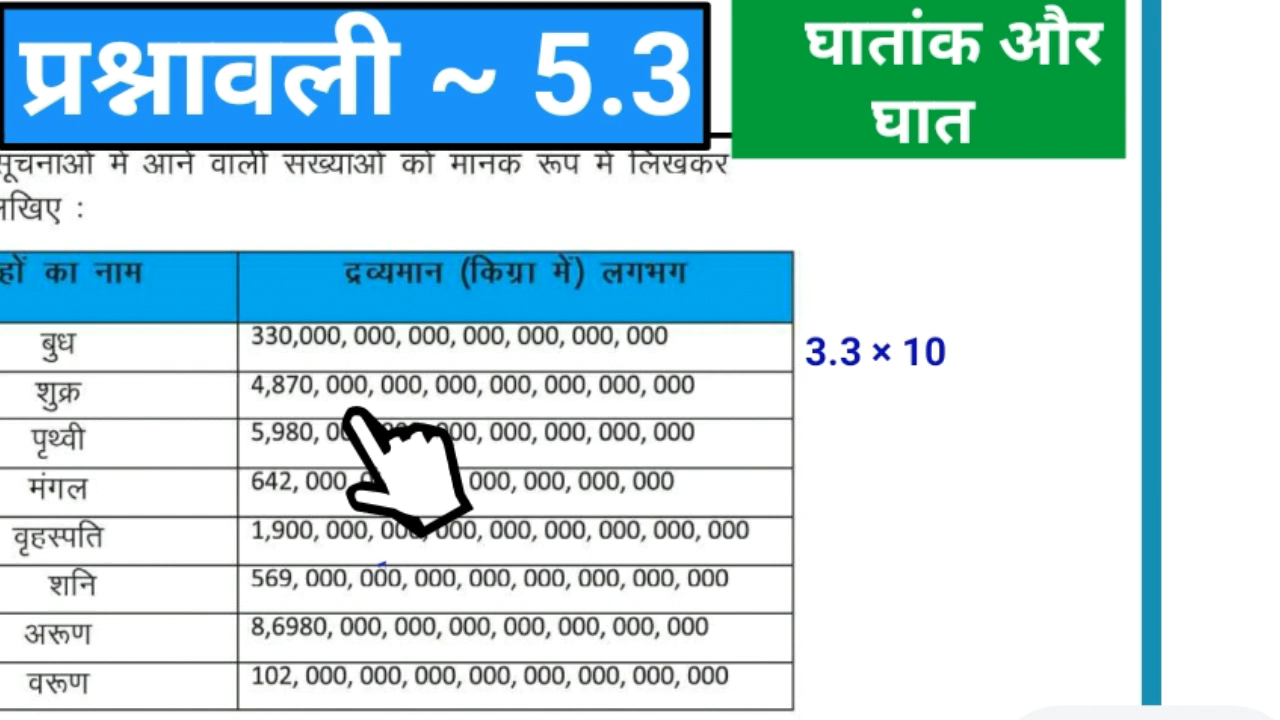 प्रश्नावली ~ 5.3
घातांक और
घात
सूचनाओं में आने वाली संख्याओं को मानक रूप में लिखकर
लखिए :
हों का नाम द्रव्यमान (किग्रा में) लगभग
बुध 330,000, 000, 000, 000, 000, 000, 000
3.3 × 10
शुक्र 4,870, 000, 000, 000, 000, 000, 000, 000
पृथ्वी 5,980, 000, 000, 000, 000
मंगल 642, 000, 000, 000, 000, 000
वृहस्पति 1,900, 000, 000, 000, 000, 000, 000, 000, 000
शनि 569, 000, 000, 000, 000, 000, 000, 000, 000
अरूण 8,6980, 000, 000, 000, 000, 000, 000, 000
वरूण 102, 000, 000, 000, 000, 000, 000, 000, 000